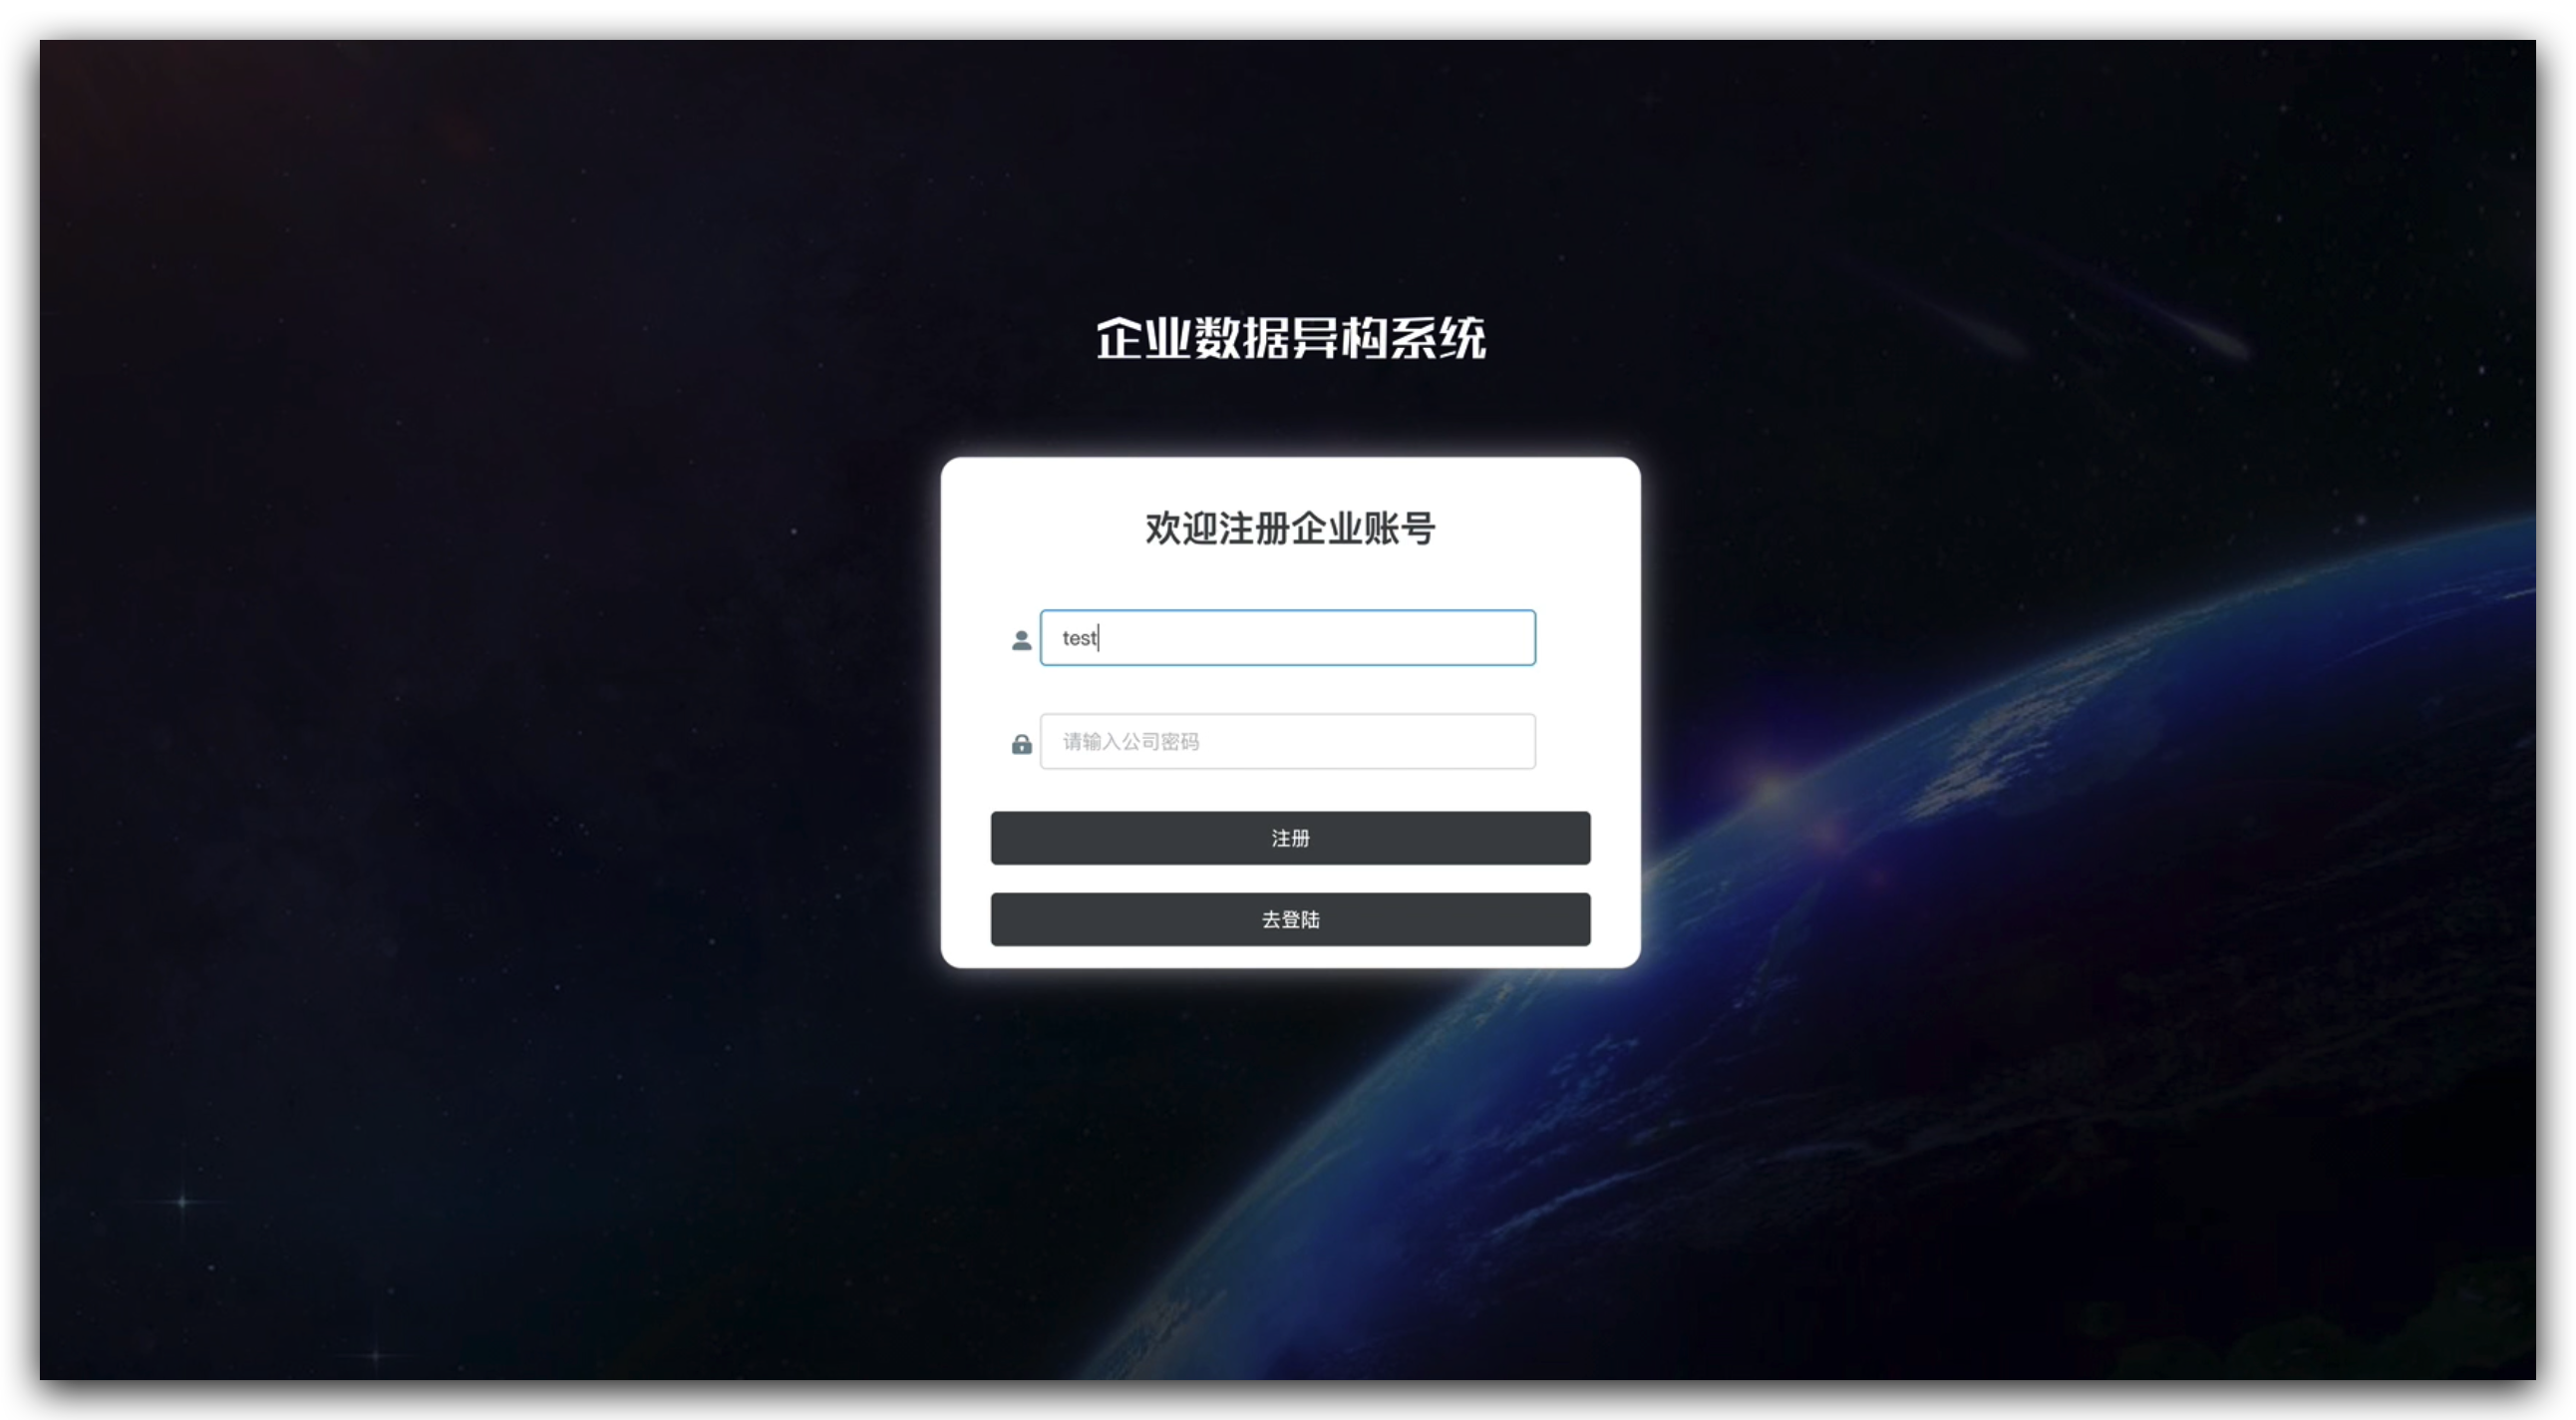 企业数据异构系统
欢迎注册企业账号
test
请输入公司密码
注册
去登陆